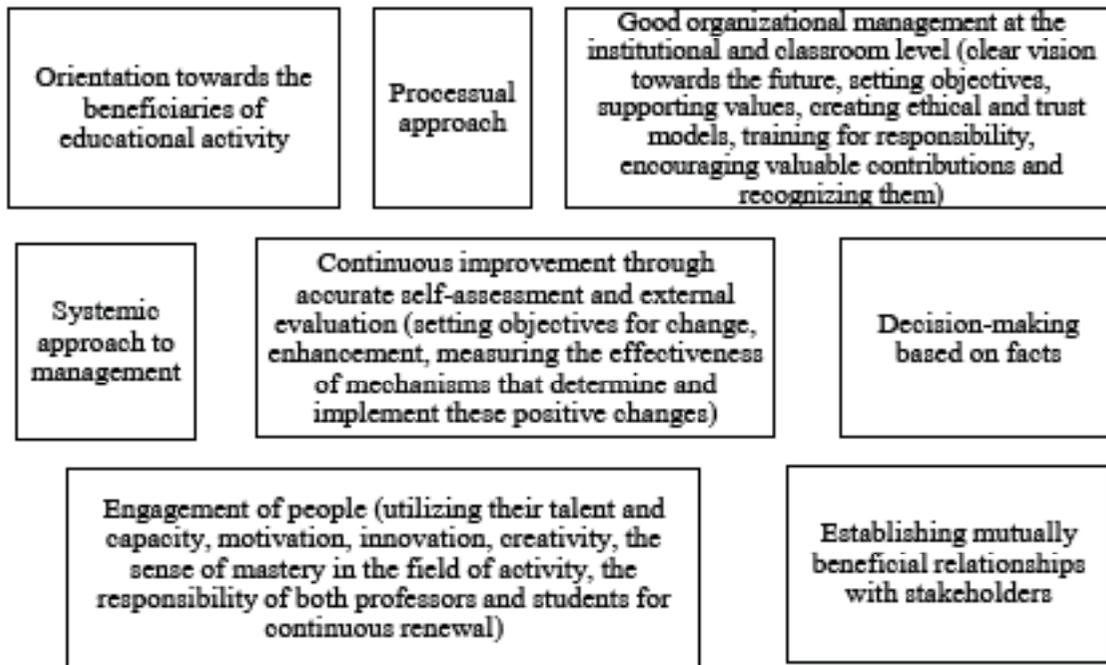 Orientation towards the
beneficiaries of
educational activity
Processual
approach
Good organizational management at the
institutional and classroom level (clear vision
towards the future, setting objectives,
supporting values, creating ethical and trust
models, training for responsibility,
encouraging valuable contributions and
recognizing them)
Systemic
approach to
management
Continuous improvement through
accurate self-assessment and external
evaluation (setting objectives for change,
enhancement, measuring the effectiveness
of mechanisms that determine and
implement these positive changes)
Decision-making
based on facts
Engagement of people (utilizing their talent and
capacity, motivation, innovation, creativity, the
sense of mastery in the field of activity, the
responsibility of both professors and students for
continuous renewal)
Establishing mutually
beneficial relationships
with stakeholders